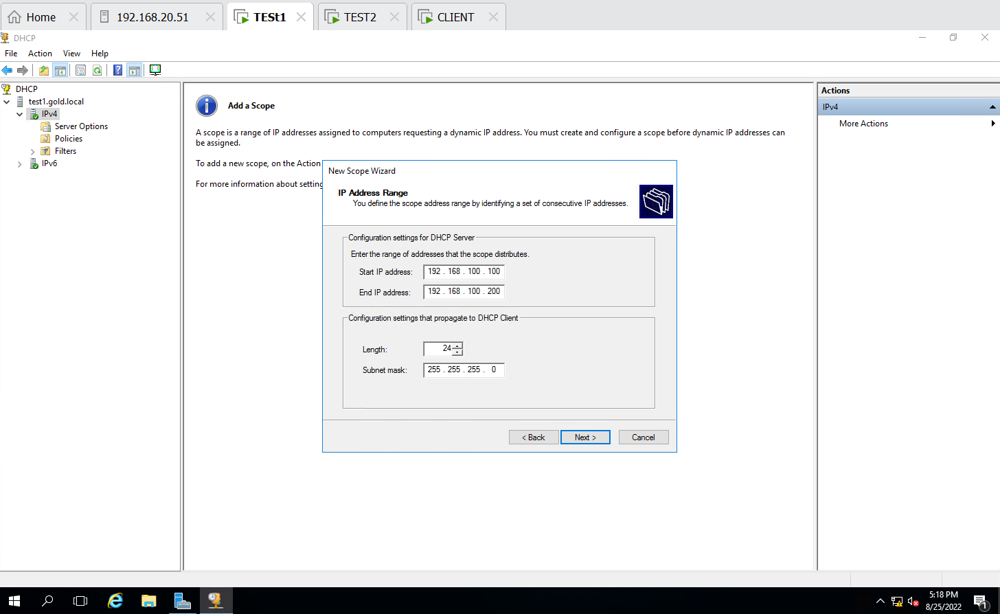 Home
192.168.20.51
TESt1
TEST2
CLIENT
DHCP
File Action View Help
DHCP
test1.gold.local
IPv4
Server Options
Policies
Filters
IPv6
Add a Scope
A scope is a range of IP addresses assigned to computers requesting a dynamic IP address. You must create and configure a scope before dynamic IP addresses can
be assigned.
To add a new scope, on the Action
For more information about setting
New Scope Wizard
IP Address Range
You define the scope address range by identifying a set of consecutive IP addresses.
Configuration settings for DHCP Server
Enter the range of addresses that the scope distributes.
Start IP address: 192 . 168 . 100 . 100
End IP address: 192 . 168 . 100 . 200
Configuration settings that propagate to DHCP Client
Length: 24
Subnet mask: 255 . 255 . 255 . 0
< Back Next > Cancel
Actions
IPv4
More Actions
5:18 PM
8/25/2022
1